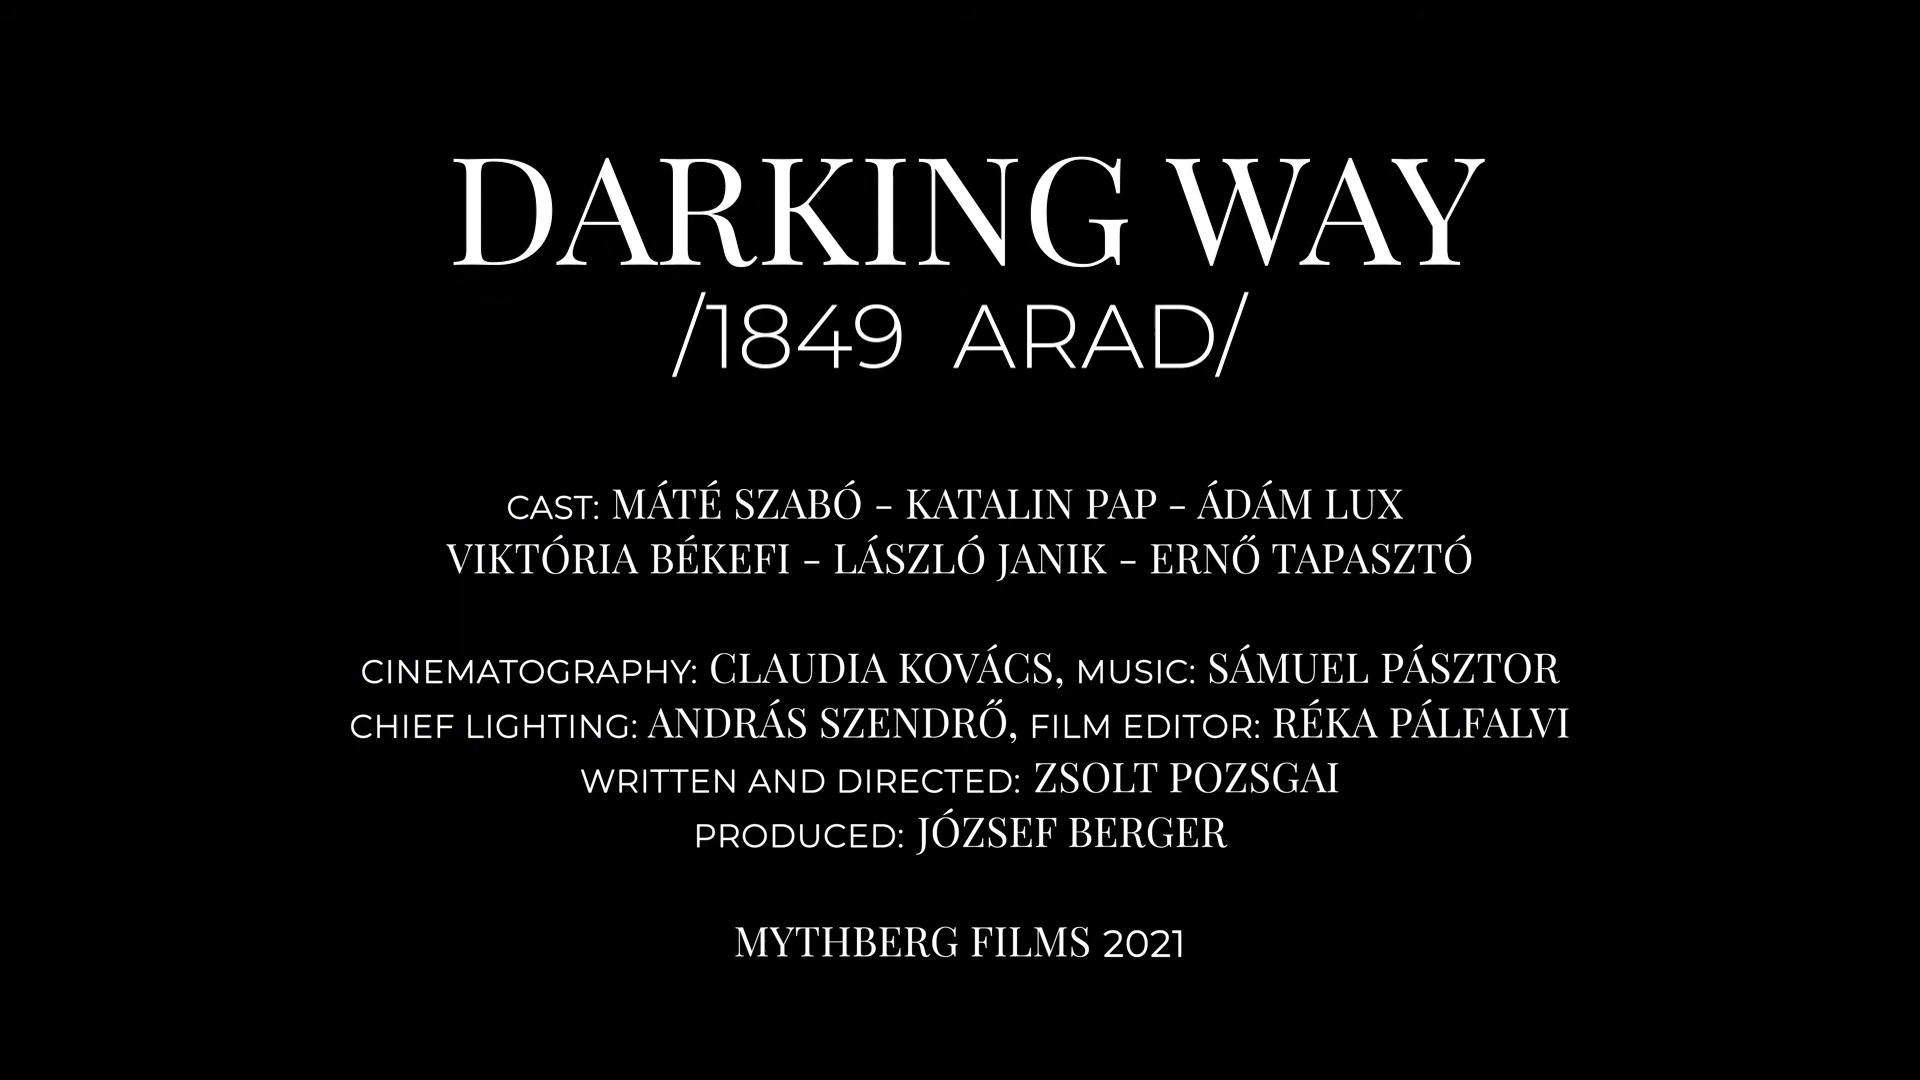 DARKING WAY
/1849 ARAD/
CAST: MÁTÉ SZABÓ - KATALIN PAP - ÁDÁM LUX
VIKTÓRIA BÉKEFI - LÁSZLÓ JANIK - ERNŐ TAPASZTÓ
CINEMATOGRAPHY: CLAUDIA KOVÁCS, MUSIC: SÁMUEL PÁSZTOR
CHIEF LIGHTING: ANDRÁS SZENDRŐ, FILM EDITOR: RÉKA PÁLFALVI
WRITTEN AND DIRECTED: ZSOLT POZSGAI
PRODUCED: JÓZSEF BERGER
MYTHBERG FILMS 2021